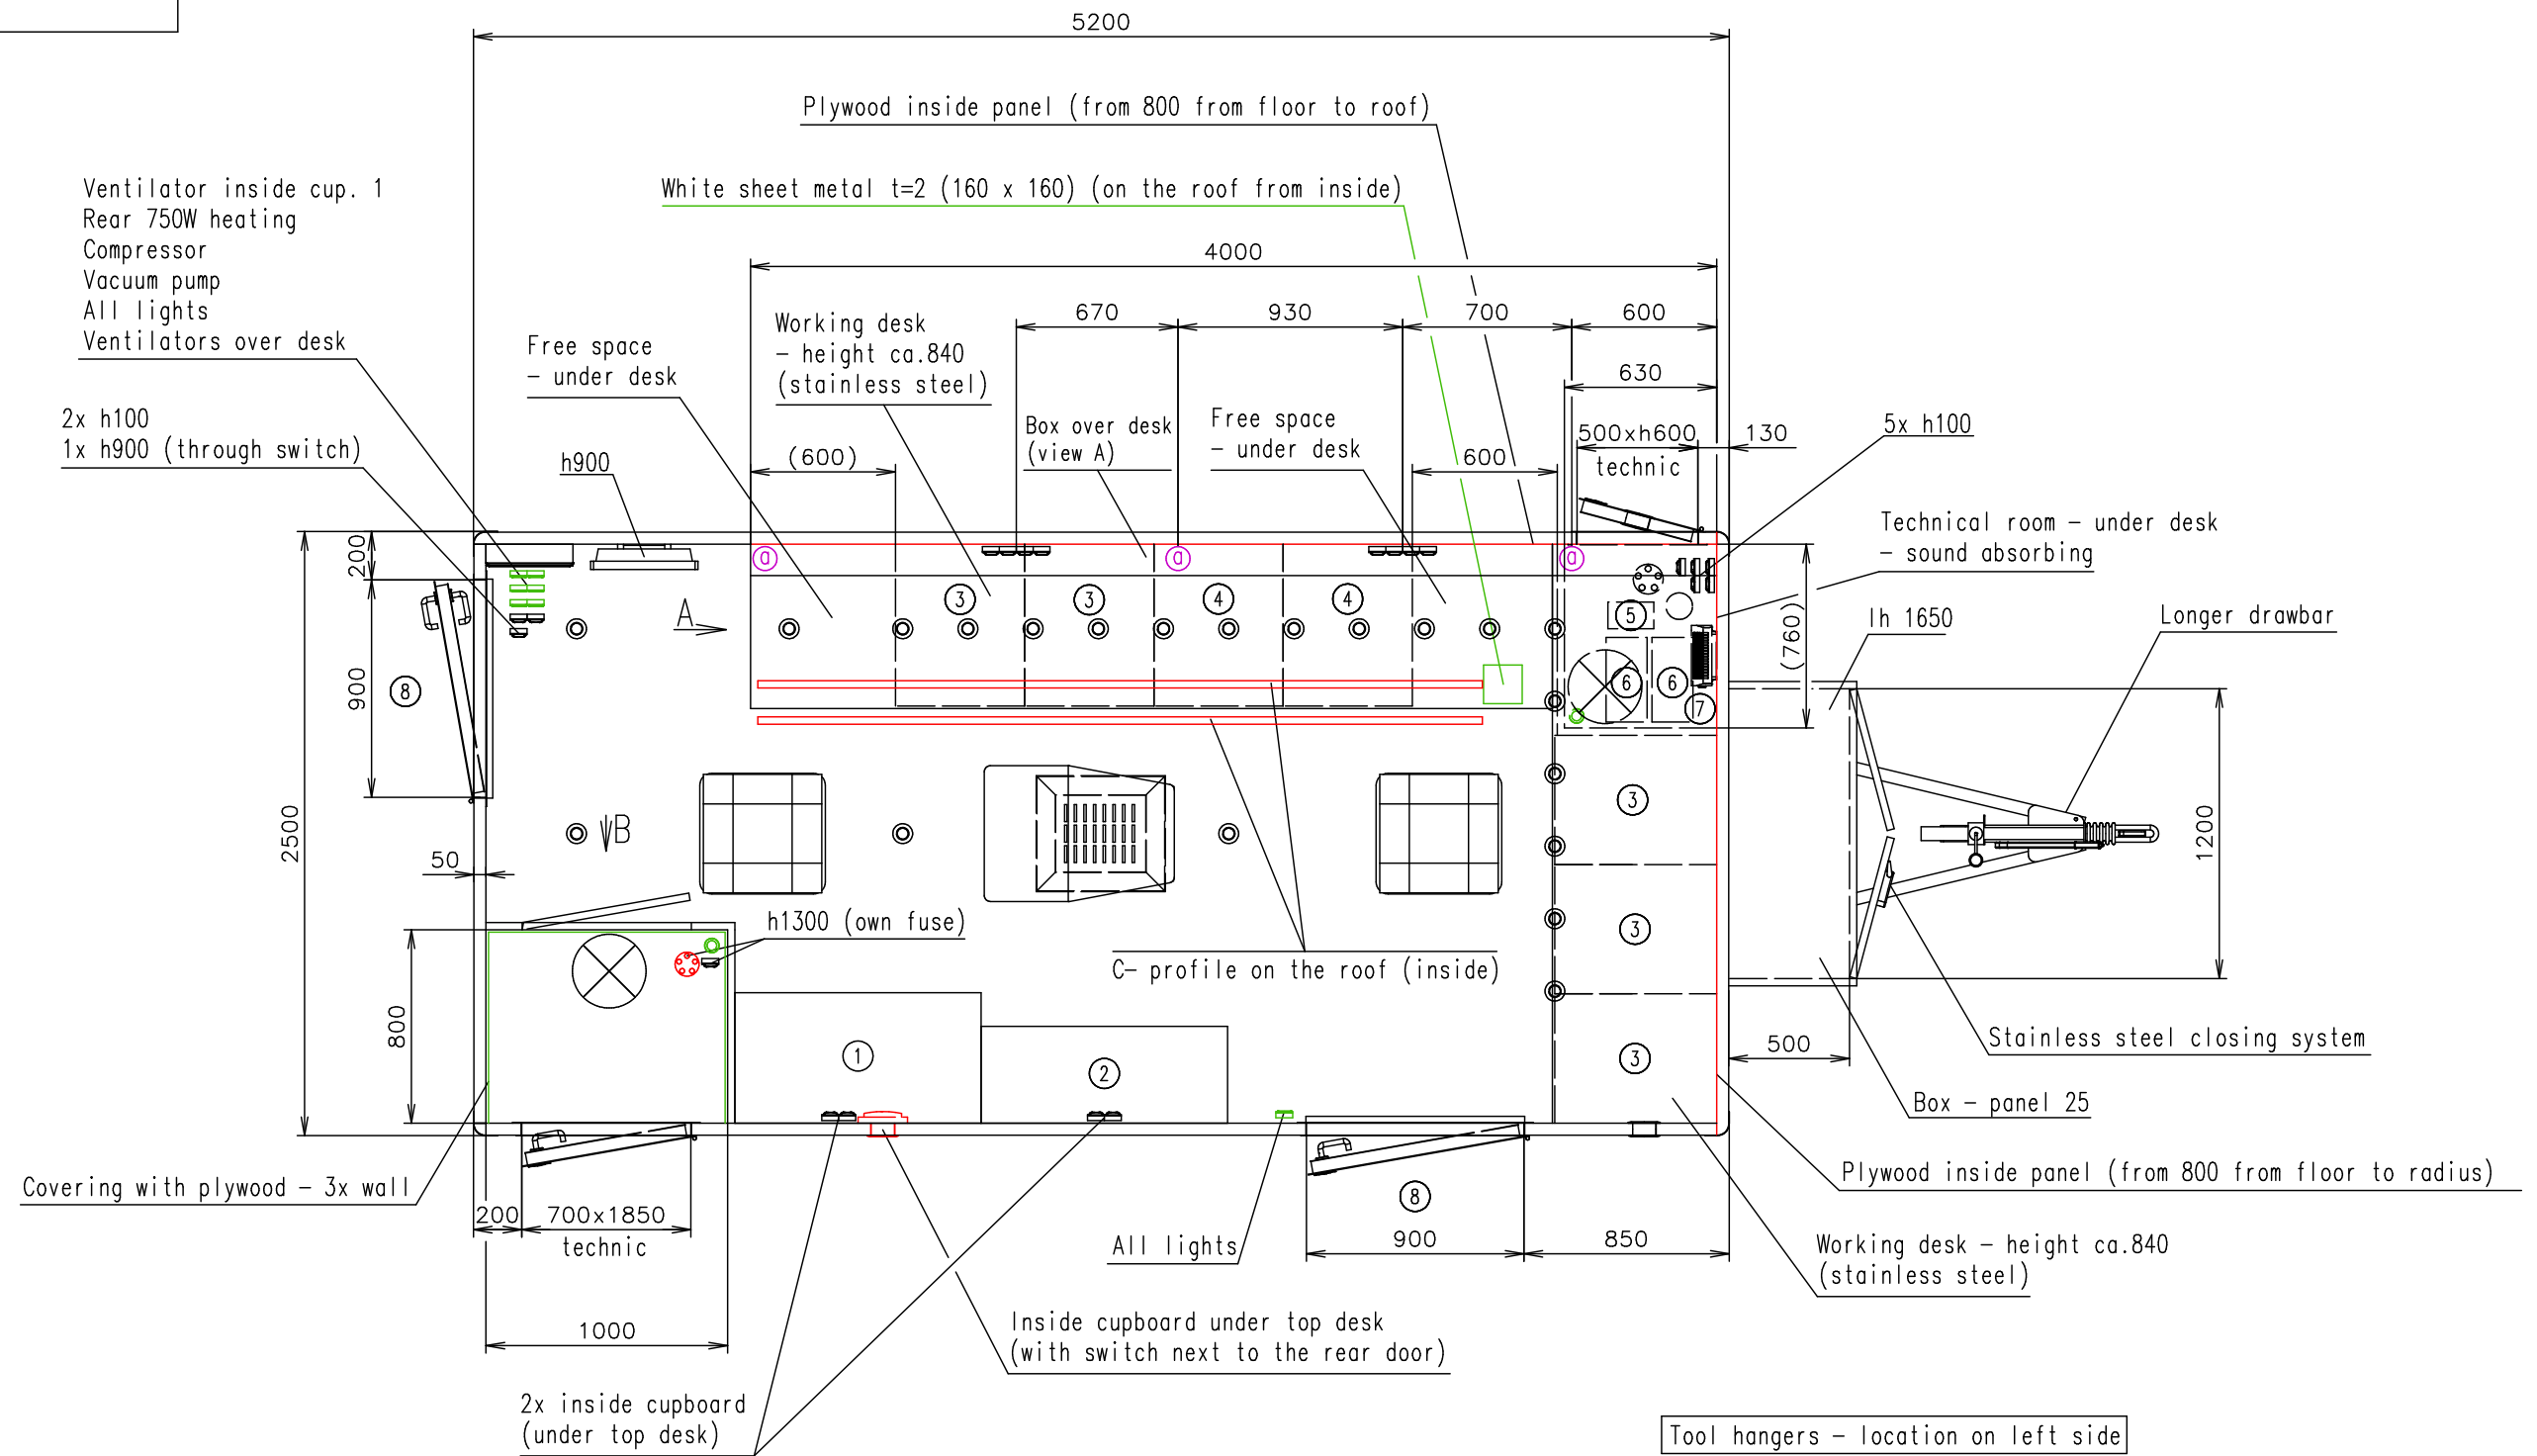 5200
Plywood inside panel (from 800 from floor to roof)
White sheet metal t=2 (160 x 160) (on the roof from inside)
Ventilator inside cup. 1
Rear 750W heating
Compressor
Vacuum pump
All lights
Ventilators over desk
4000
670
930
700
600
Working desk
- height ca.840
(stainless steel)
Free space
- under desk
630
2x h100
1x h900 (through switch)
h900
(600)
Box over desk
(view A)
Free space
- under desk
600
500xh600
technic
130
5x h100
Technical room - under desk
- sound absorbing
200
a
a
a
3
3
4
4
5
A
(760)
lh 1650
Longer drawbar
900
8
6
6
7
2500
B
50
3
1200
h1300 (own fuse)
3
C- profile on the roof (inside)
800
1
2
3
500
Stainless steel closing system
Box - panel 25
Covering with plywood - 3x wall
200
700x1850
technic
8
All lights
900
850
Plywood inside panel (from 800 from floor to radius)
Working desk - height ca.840
(stainless steel)
1000
Inside cupboard under top desk
(with switch next to the rear door)
2x inside cupboard
(under top desk)
Tool hangers - location on left side